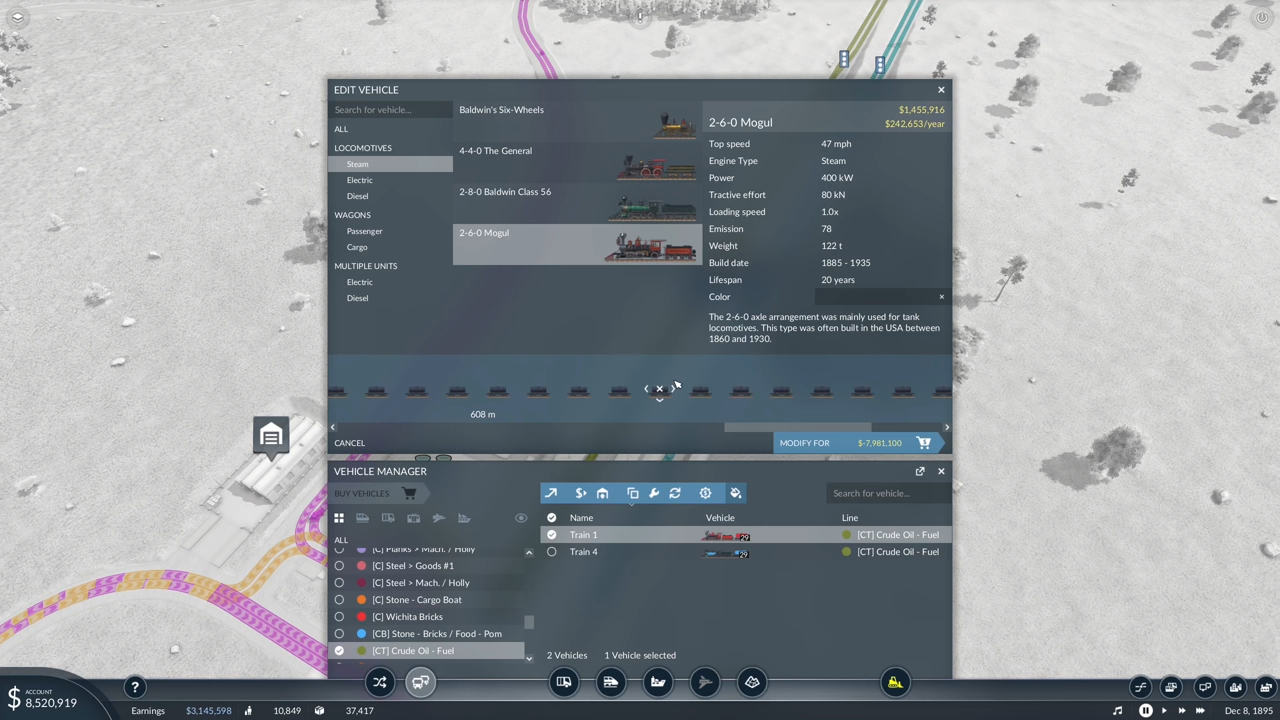 EDIT VEHICLE
Search for vehicle...
ALL
LOCOMOTIVES
Steam
Electric
Diesel
WAGONS
Passenger
Cargo
MULTIPLE UNITS
Electric
Diesel
Baldwin's Six-Wheels
4-4-0 The General
2-8-0 Baldwin Class 56
2-6-0 Mogul
$1,455,916
2-6-0 Mogul
$242,653/year
Top speed 47 mph
Engine Type Steam
Power 400 kW
Tractive effort 80 kN
Loading speed 1.0x
Emission 78
Weight 122 t
Build date 1885 - 1935
Lifespan 20 years
Color
The 2-6-0 axle arrangement was mainly used for tank
locomotives. This type was often built in the USA between
1860 and 1930.
608 m
CANCEL
MODIFY FOR $-7,981,100
VEHICLE MANAGER
BUY VEHICLES
Search for vehicle...
ALL
[C] Planks > Mach. / Holly
[C] Steel > Goods #1
[C] Steel > Mach. / Holly
[C] Stone - Cargo Boat
[C] Wichita Bricks
[CB] Stone - Bricks / Food - Pom
[CT] Crude Oil - Fuel
Name Vehicle Line
Train 1 29 [CT] Crude Oil - Fuel
Train 4 29 [CT] Crude Oil - Fuel
2 Vehicles 1 Vehicle selected
$ ACCOUNT
8,520,919
?
Earnings $3,145,598 10,849 37,417
Dec 8, 1895